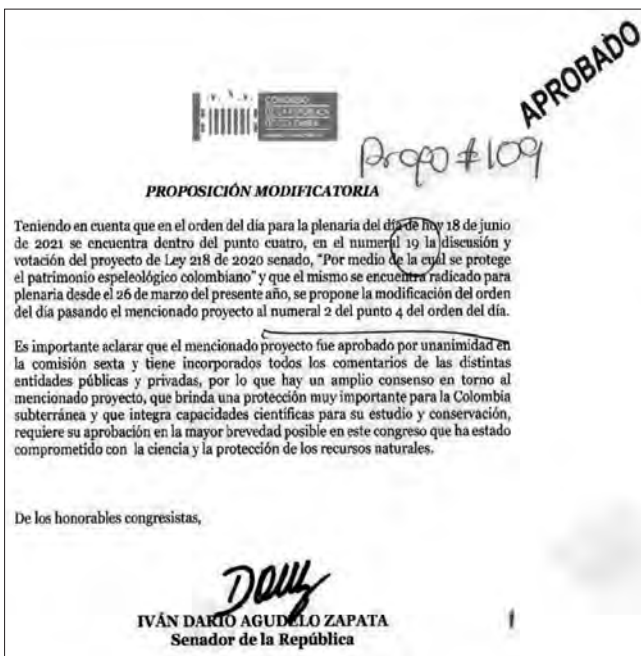 APROBADO
CONGRESO
DE LA REPÚBLICA
DE COLOMBIA
Propo #109
PROPOSICIÓN MODIFICATORIA
Teniendo en cuenta que en el orden del día para la plenaria del día de hoy 18 de junio
de 2021 se encuentra dentro del punto cuatro, en el numeral 19 la discusión y
votación del proyecto de Ley 218 de 2020 senado, "Por medio de la cual se protege
el patrimonio espeleológico colombiano" y que el mismo se encuentra radicado para
plenaria desde el 26 de marzo del presente año, se propone la modificación del orden
del día pasando el mencionado proyecto al numeral 2 del punto 4 del orden del día.
Es importante aclarar que el mencionado proyecto fue aprobado por unanimidad en
la comisión sexta y tiene incorporados todos los comentarios de las distintas
entidades públicas y privadas, por lo que hay un amplio consenso en torno al
mencionado proyecto, que brinda una protección muy importante para la Colombia
subterránea y que integra capacidades científicas para su estudio y conservación,
requiere su aprobación en la mayor brevedad posible en este congreso que ha estado
comprometido con la ciencia y la protección de los recursos naturales.
De los honorables congresistas,
IVÁN DARÍO AGUDELO ZAPATA
Senador de la República